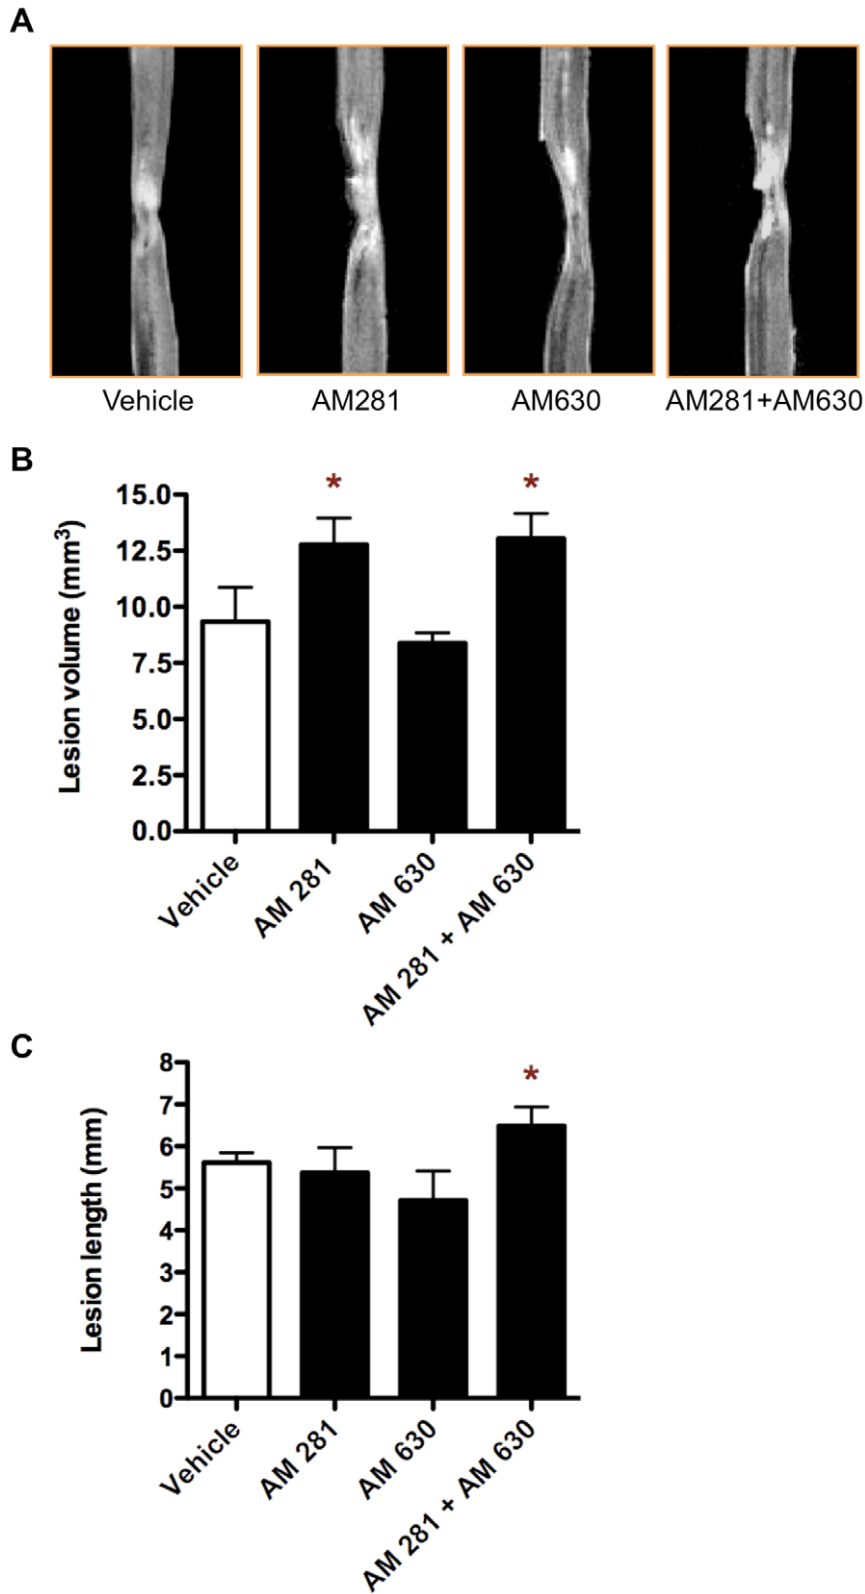 A
Vehicle
AM281
AM630
AM281+AM630
B
Lesion volume (mm³)
15.0
12.5
10.0
7.5
5.0
2.5
0.0
*
*
Vehicle
AM 281
AM 630
AM 281 + AM 630
C
Lesion length (mm)
8
7
6
5
4
3
2
1
0
*
Vehicle
AM 281
AM 630
AM 281 + AM 630